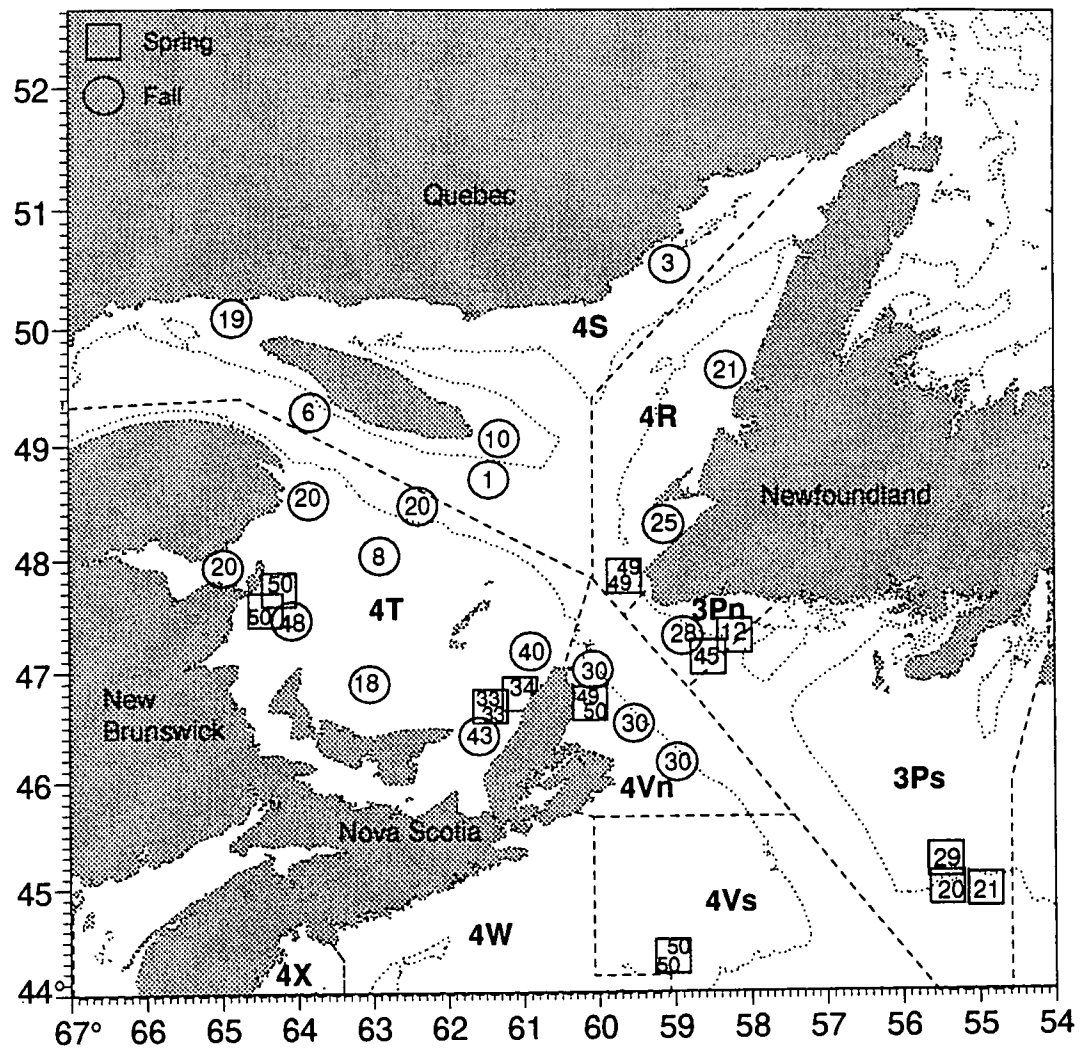 Spring
Fall
52
51
50
49
48
47
46
45
44°
Quebec
3
19
4S
21
6
4R
10
1
20
20
Newfoundland
25
8
20
49
49
50
50
48
4T
3Pn
28
12
45
40
30
18
34
33
33
49
50
New
Brunswick
43
30
30
4Vn
3Ps
Nova Scotia
29
20
21
4Vs
4W
50
50
4X
67° 66 65 64 63 62 61 60 59 58 57 56 55 54